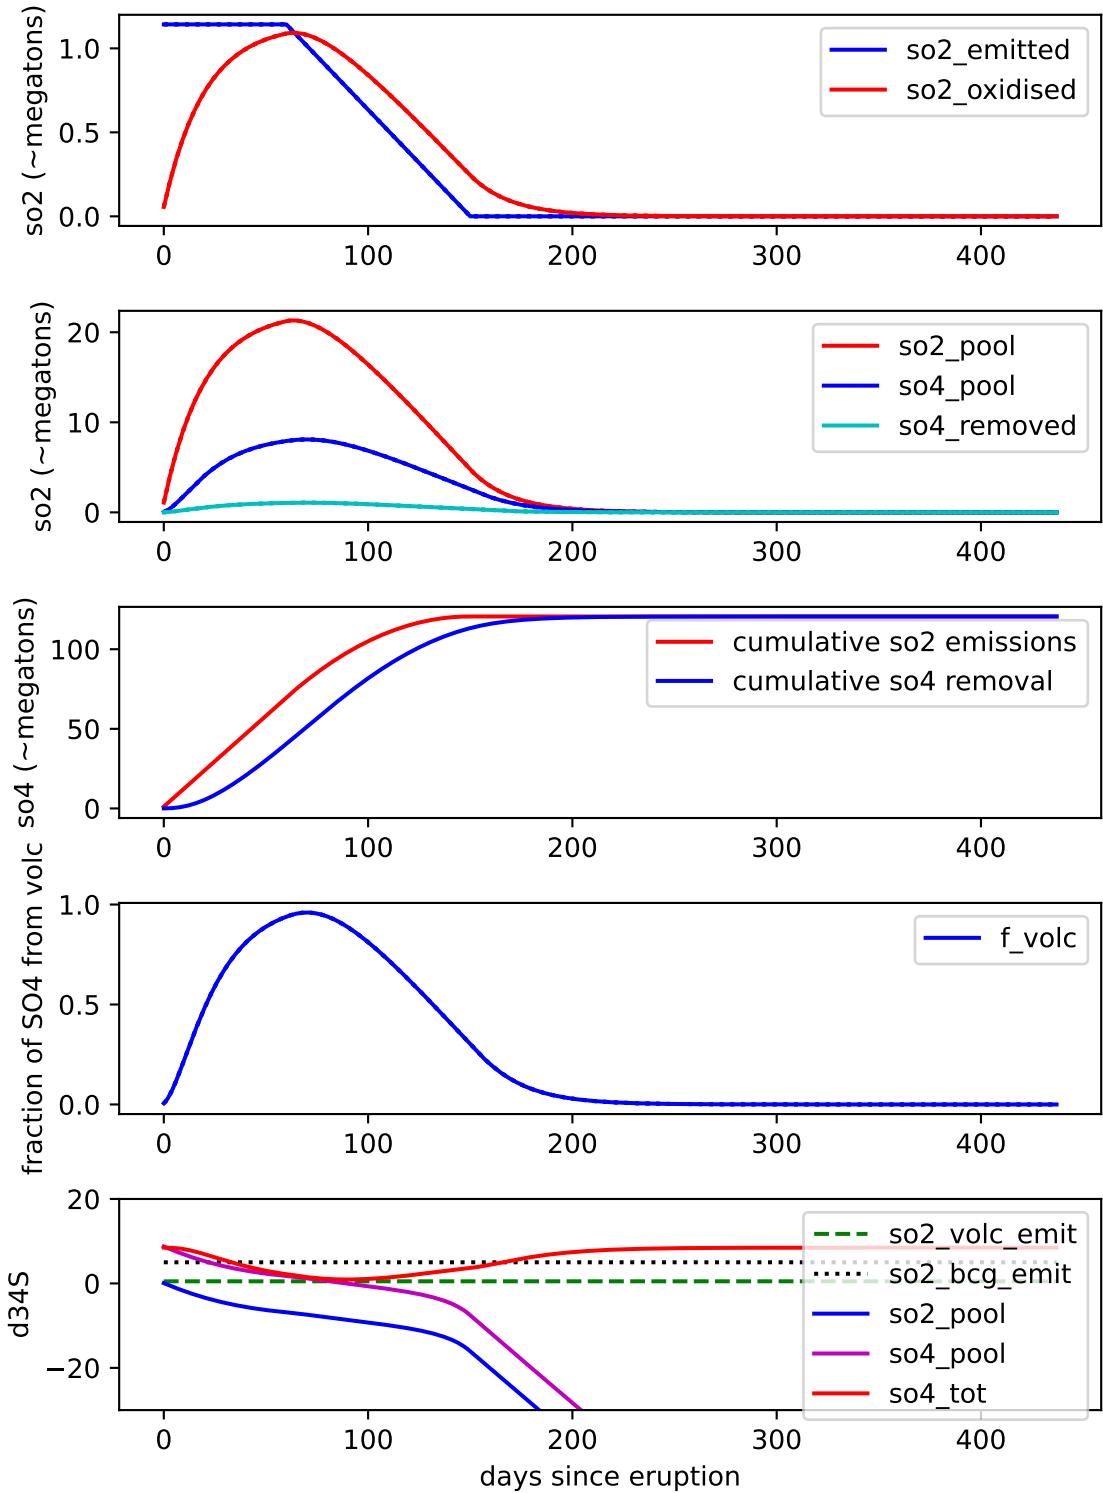 so2 (~megatons)
1.0
0.5
0.0
so2_emitted
so2_oxidised
0 100 200 300 400
so2 (~megatons)
20
10
0
so2_pool
so4_pool
so4_removed
0 100 200 300 400
so4 (~megatons)
100
50
0
cumulative so2 emissions
cumulative so4 removal
0 100 200 300 400
fraction of SO4 from volc
1.0
0.5
0.0
f_volc
0 100 200 300 400
d34S
20
0
−20
so2_volc_emit
so2_bcg_emit
so2_pool
so4_pool
so4_tot
0 100 200 300 400
days since eruption